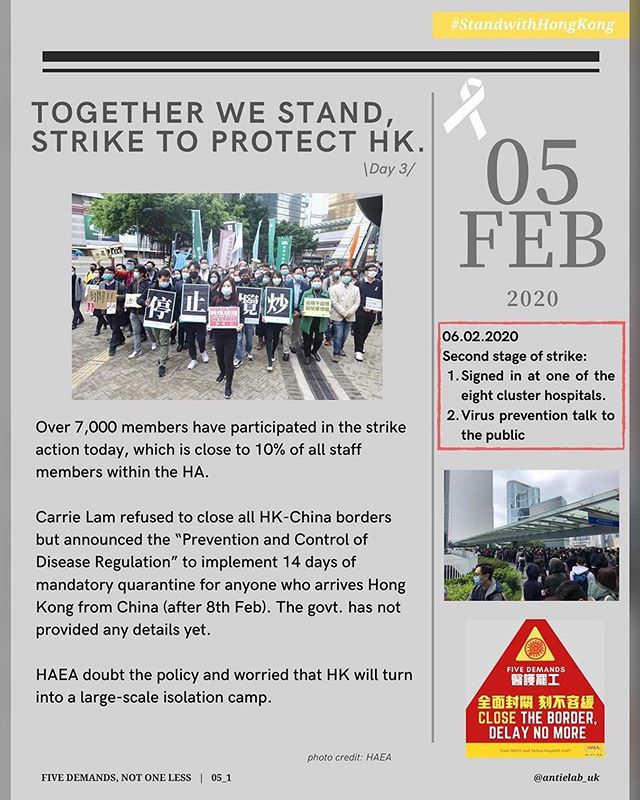 #StandwithHongKong
TOGETHER WE STAND,
STRIKE TO PROTECT HK.
\Day 3/
停止攬炒
Over 7,000 members have participated in the strike
action today, which is close to 10% of all staff
members within the HA.
Carrie Lam refused to close all HK-China borders
but announced the “Prevention and Control of
Disease Regulation” to implement 14 days of
mandatory quarantine for anyone who arrives Hong
Kong from China (after 8th Feb). The govt. has not
provided any details yet.
HAEA doubt the policy and worried that HK will turn
into a large-scale isolation camp.
photo credit: HAEA
05
FEB
2020
06.02.2020
Second stage of strike:
1. Signed in at one of the
eight cluster hospitals.
2. Virus prevention talk to
the public
FIVE DEMANDS
醫護罷工
全面封關 刻不容緩
CLOSE THE BORDER,
DELAY NO MORE
HAEA
FIVE DEMANDS, NOT ONE LESS | 05_1
@antielab_uk